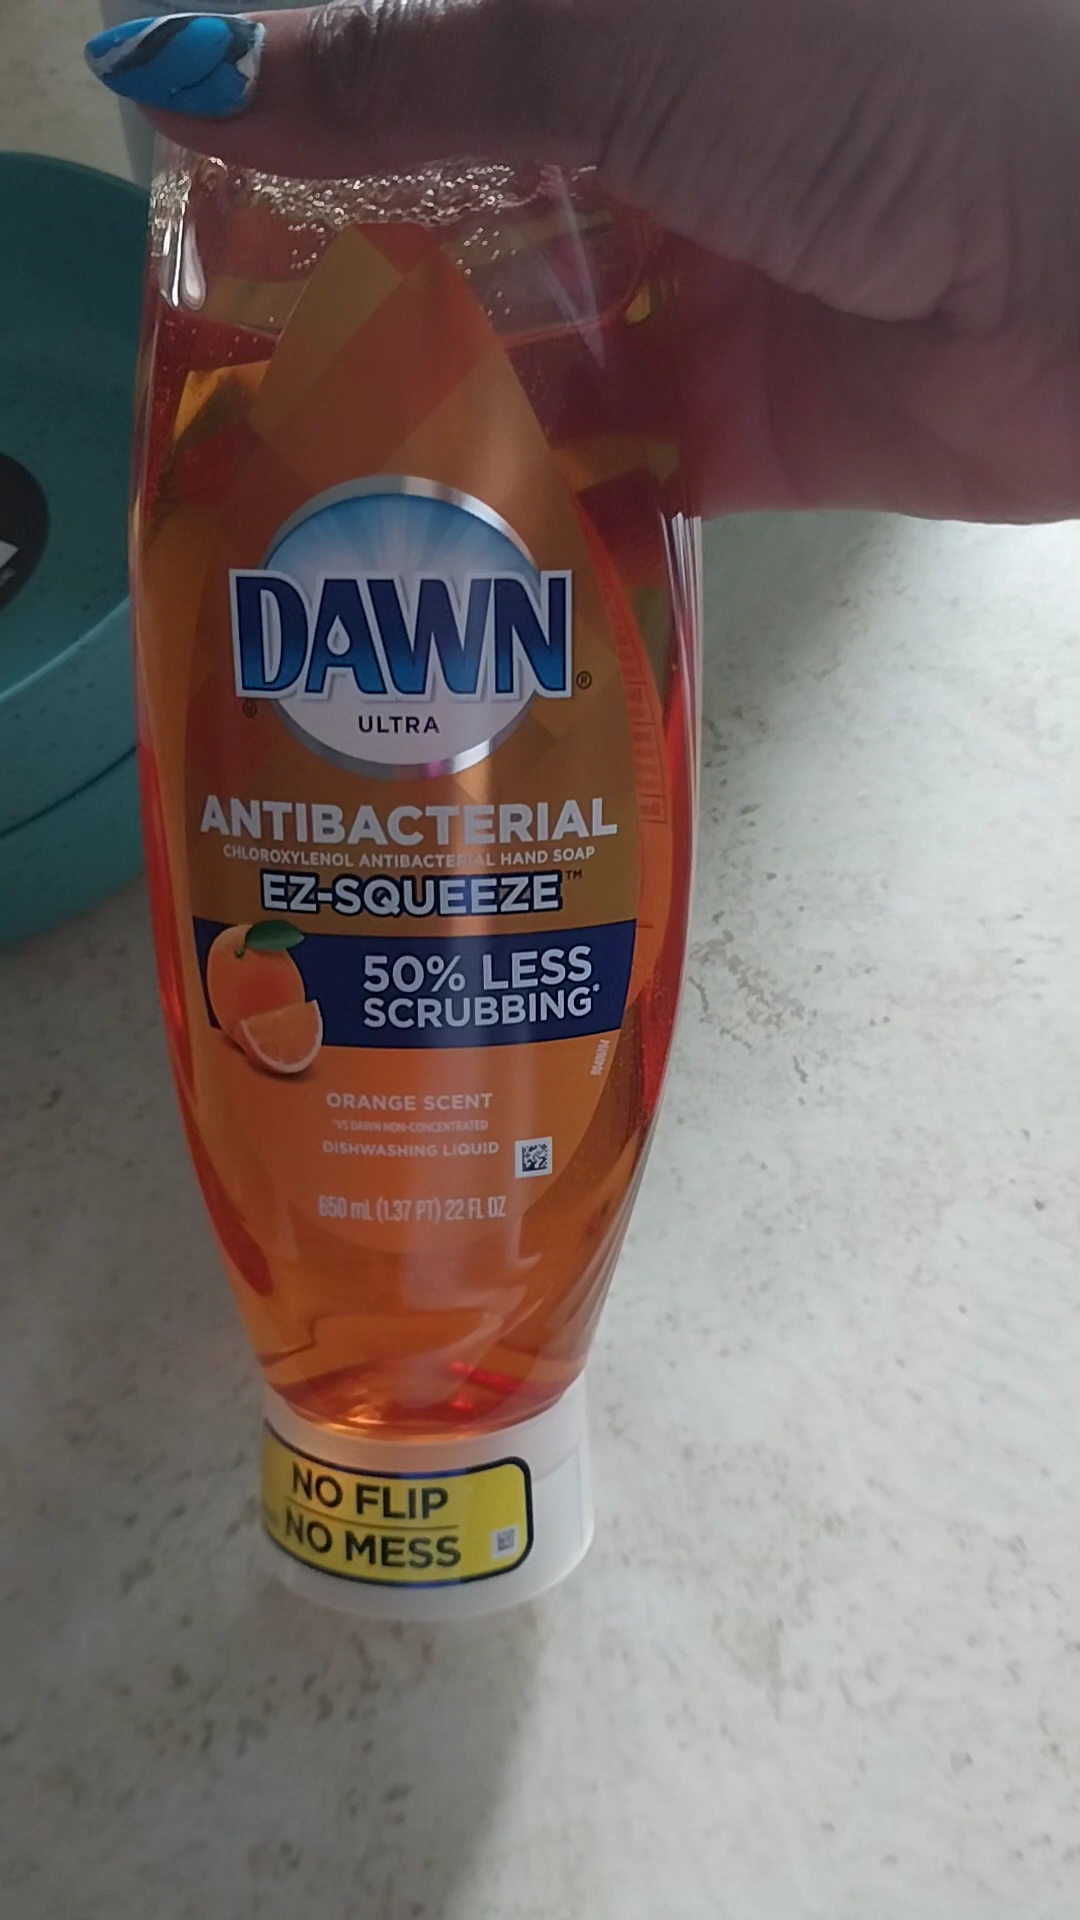 DAWN
ULTRA
ANTIBACTERIAL
CHLOROXYLENOL ANTIBACTERIAL HAND SOAP
EZ-SQUEEZE™
50% LESS
SCRUBBING*
ORANGE SCENT
*VS DAWN NON-CONCENTRATED
DISHWASHING LIQUID
650 mL (1.37 PT) 22 FL OZ
NO FLIP
NO MESS